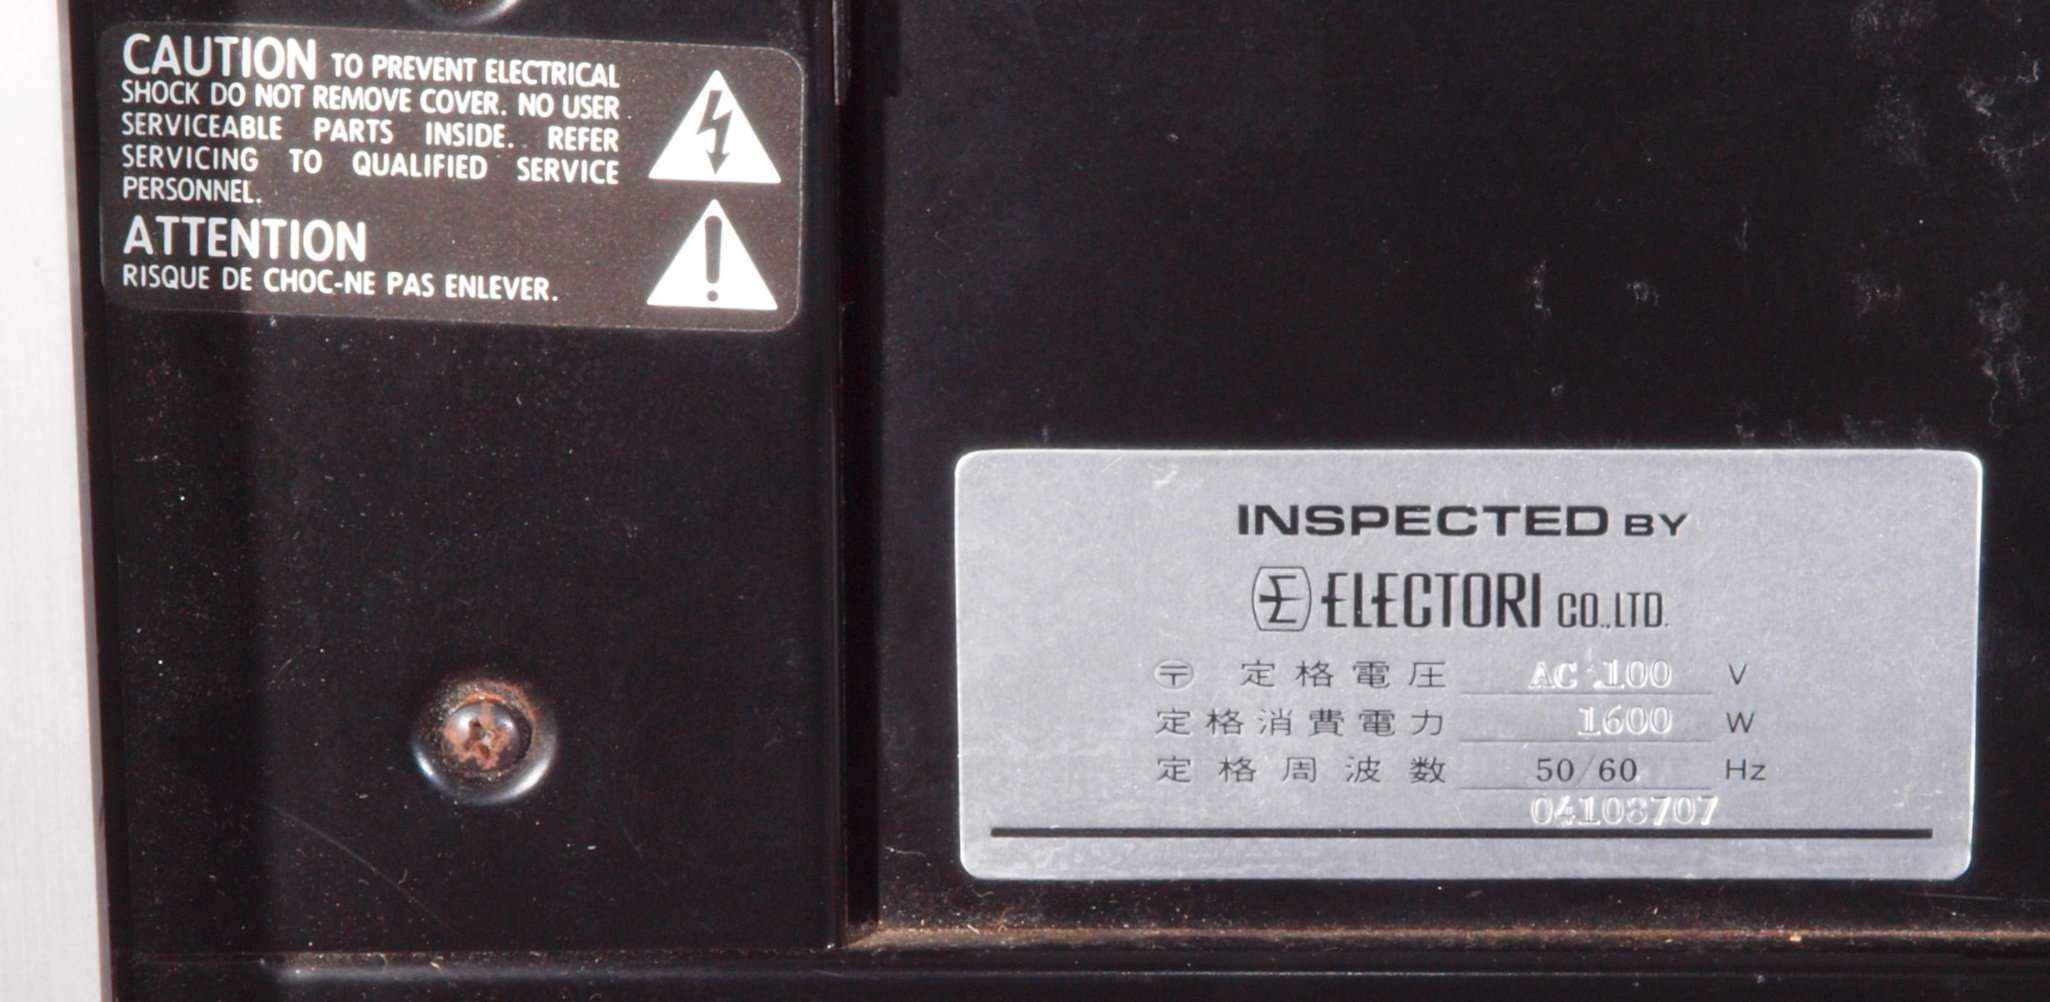 CAUTION TO PREVENT ELECTRICAL
SHOCK DO NOT REMOVE COVER. NO USER
SERVICEABLE PARTS INSIDE. REFER
SERVICING TO QUALIFIED SERVICE
PERSONNEL.
ATTENTION
RISQUE DE CHOC-NE PAS ENLEVER.
INSPECTED BY
ELECTORI CO.,LTD.
〒 定格電圧 AC 100 V
定格消費電力 1600 W
定格周波数 50/60 Hz
04108707